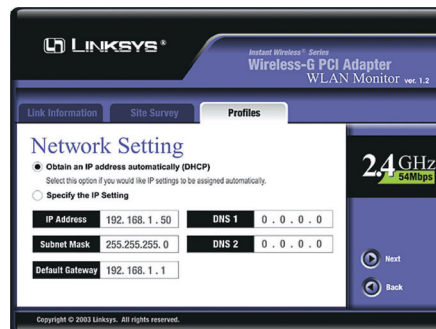 LINKSYS®
Instant Wireless® Series
Wireless-G PCI Adapter
WLAN Monitor ver. 1.2
Link Information
Site Survey
Profiles
Network Setting
Obtain an IP address automatically (DHCP)
Select this option if you would like IP settings to be assigned automatically.
Specify the IP Setting
IP Address 192. 168. 1 . 50 DNS 1 0 . 0 . 0 . 0
Subnet Mask 255.255.255. 0 DNS 2 0 . 0 . 0 . 0
Default Gateway 192. 168. 1 . 1
2.4 GHz
54Mbps
Next
Back
Copyright © 2003 Linksys. All rights reserved.